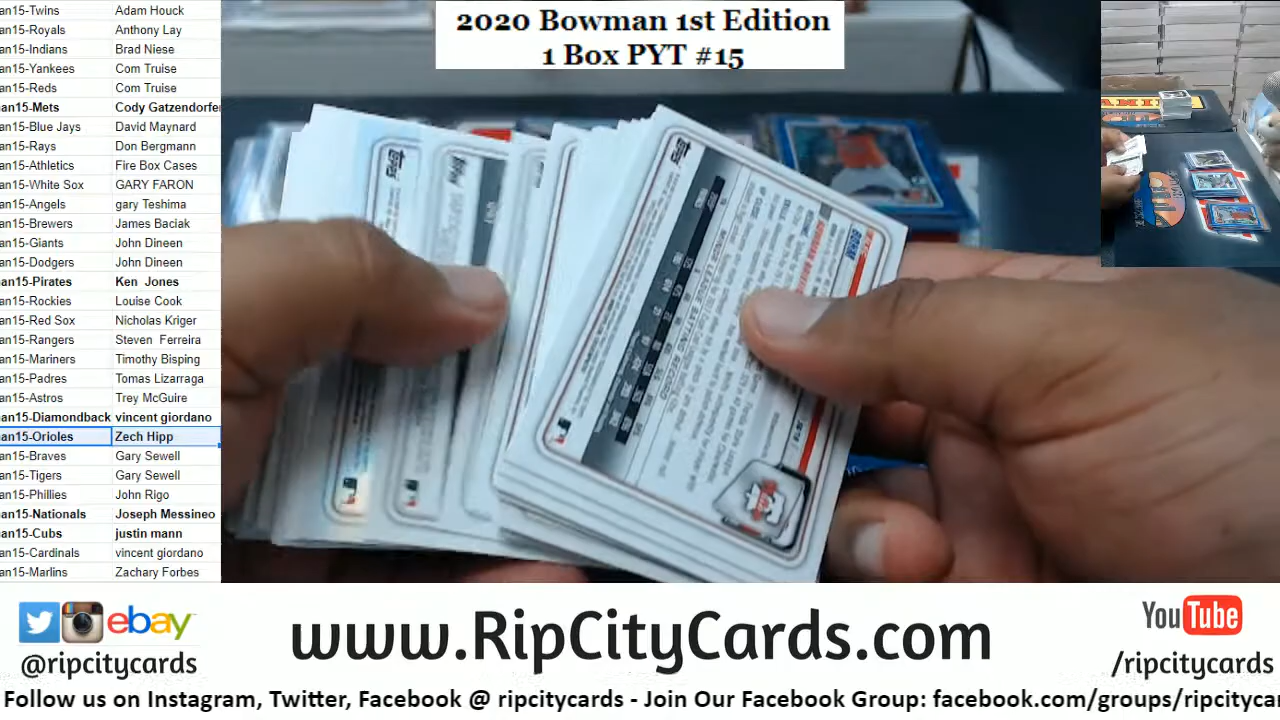 2020 Bowman 1st Edition
1 Box PYT #15
an15-Twins Adam Houck
an15-Royals Anthony Lay
an15-Indians Brad Niese
an15-Yankees Com Truise
an15-Reds Com Truise
an15-Mets Cody Gatzendorfe
an15-Blue Jays David Maynard
an15-Rays Don Bergmann
an15-Athletics Fire Box Cases
an15-White Sox GARY FARON
an15-Angels gary Teshima
an15-Brewers James Baciak
an15-Giants John Dineen
an15-Dodgers John Dineen
an15-Pirates Ken Jones
an15-Rockies Louise Cook
an15-Red Sox Nicholas Kriger
an15-Rangers Steven Ferreira
an15-Mariners Timothy Bisping
an15-Padres Tomas Lizarraga
an15-Astros Trey McGuire
an15-Diamondback vincent giordano
an15-Orioles Zech Hipp
an15-Braves Gary Sewell
an15-Tigers Gary Sewell
an15-Phillies John Rigo
an15-Nationals Joseph Messineo
an15-Cubs justin mann
an15-Cardinals vincent giordano
an15-Marlins Zachary Forbes
Topps
MINOR LEAGUE BATTING RECORD
ebay
@ripcitycards
www.RipCityCards.com
YouTube
/ripcitycards
Follow us on Instagram, Twitter, Facebook @ ripcitycards - Join Our Facebook Group: facebook.com/groups/ripcityca